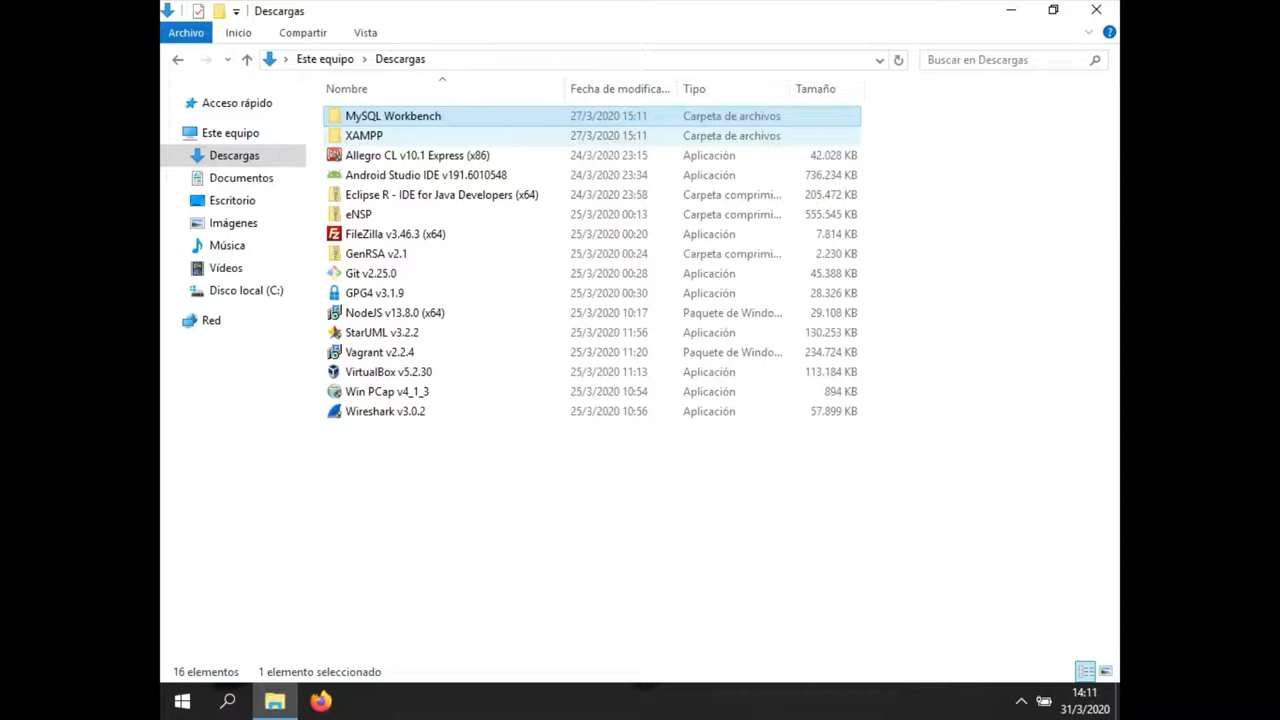 Descargas
Archivo Inicio Compartir Vista
Este equipo Descargas Buscar en Descargas
Nombre Fecha de modifica... Tipo Tamaño
Acceso rápido
Este equipo
Descargas
Documentos
Escritorio
Imágenes
Música
Vídeos
Disco local (C:)
Red
MySQL Workbench 27/3/2020 15:11 Carpeta de archivos
XAMPP 27/3/2020 15:11 Carpeta de archivos
Allegro CL v10.1 Express (x86) 24/3/2020 23:15 Aplicación 42.028 KB
Android Studio IDE v191.6010548 24/3/2020 23:34 Aplicación 736.234 KB
Eclipse R - IDE for Java Developers (x64) 24/3/2020 23:58 Carpeta comprimi... 205.472 KB
eNSP 25/3/2020 00:13 Carpeta comprimi... 555.545 KB
FileZilla v3.46.3 (x64) 25/3/2020 00:20 Aplicación 7.814 KB
GenRSA v2.1 25/3/2020 00:24 Carpeta comprimi... 2.230 KB
Git v2.25.0 25/3/2020 00:28 Aplicación 45.388 KB
GPG4 v3.1.9 25/3/2020 00:30 Aplicación 28.326 KB
NodeJS v13.8.0 (x64) 25/3/2020 10:17 Paquete de Windo... 29.108 KB
StarUML v3.2.2 25/3/2020 11:56 Aplicación 130.253 KB
Vagrant v2.2.4 25/3/2020 11:20 Paquete de Windo... 234.724 KB
VirtualBox v5.2.30 25/3/2020 11:13 Aplicación 113.184 KB
Win PCap v4_1_3 25/3/2020 10:54 Aplicación 894 KB
Wireshark v3.0.2 25/3/2020 10:56 Aplicación 57.899 KB
16 elementos 1 elemento seleccionado
14:11
31/3/2020